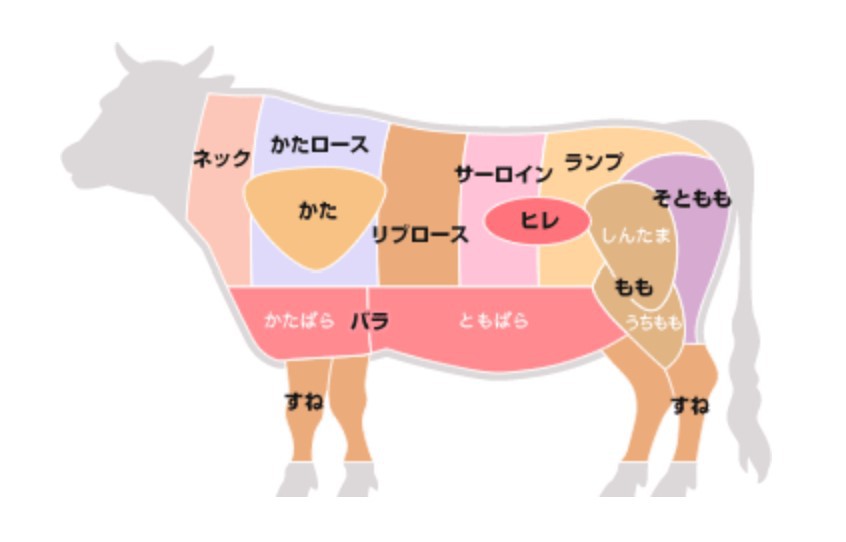 ネック
かたロース
かた
リブロース
サーロイン
ヒレ
ランプ
そともも
しんたま
もも
うちもも
かたばら
バラ
ともばら
すね
すね